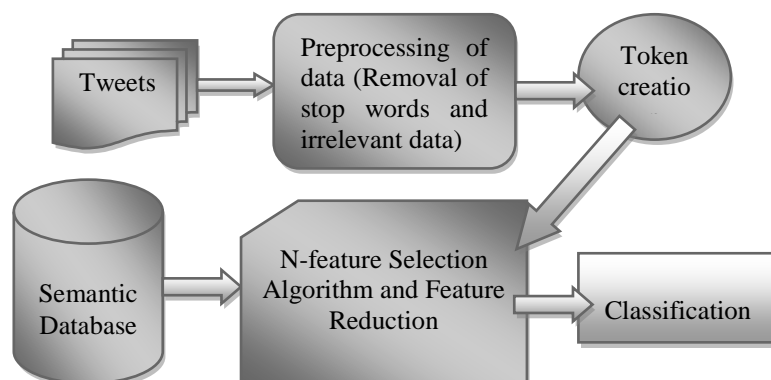 Tweets
Preprocessing of
data (Removal of
stop words and
irrelevant data)
Token
creatio
Semantic
Database
N-feature Selection
Algorithm and Feature
Reduction
Classification